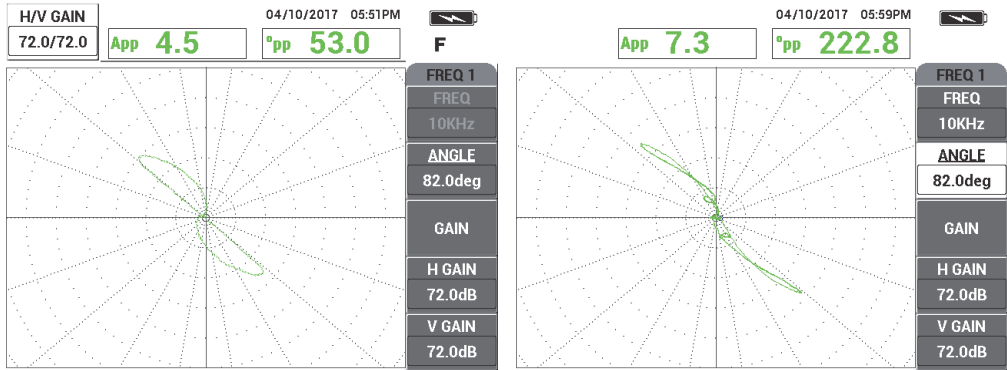 H/V GAIN
72.0/72.0
04/10/2017 05:51PM
App 4.5
°pp 53.0
F
FREQ 1
FREQ
10KHz
ANGLE
82.0deg
GAIN
H GAIN
72.0dB
V GAIN
72.0dB
04/10/2017 05:59PM
App 7.3
°pp 222.8
FREQ 1
FREQ
10KHz
ANGLE
82.0deg
GAIN
H GAIN
72.0dB
V GAIN
72.0dB